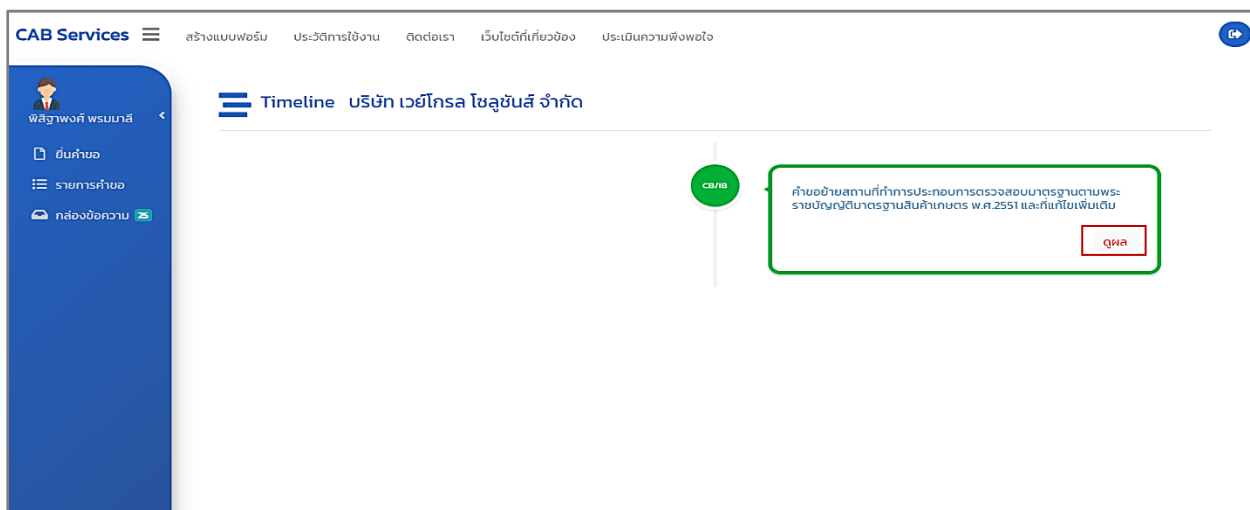 CAB Services สร้างแบบฟอร์ม ประวัติการใช้งาน ติดต่อเรา เว็บไซต์ที่เกี่ยวข้อง ประเมินความพึงพอใจ
พิสิฐาพงศ์ พรมมาลี
ยื่นคำขอ
รายการคำขอ
กล่องข้อความ 25
Timeline บริษัท เวย์โกรล โซลูชันส์ จำกัด
CB/IB
คำขอย้ายสถานที่ทำการประกอบการตรวจสอบมาตรฐานตามพระ
ราชบัญญัติมาตรฐานสินค้าเกษตร พ.ศ.2551 และที่แก้ไขเพิ่มเติม
ดูผล